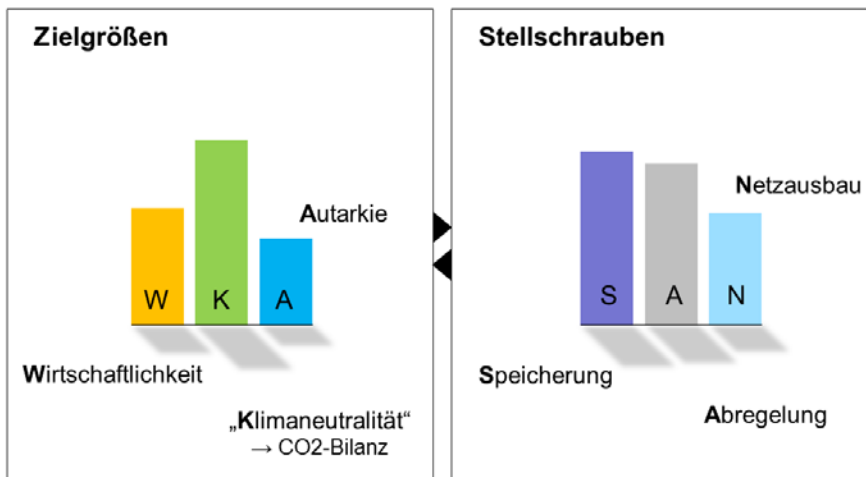 Zielgrößen
Autarkie
W K A
Wirtschaftlichkeit
„Klimaneutralität“
→ CO2-Bilanz
Stellschrauben
Netzausbau
S A N
Speicherung
Abregelung